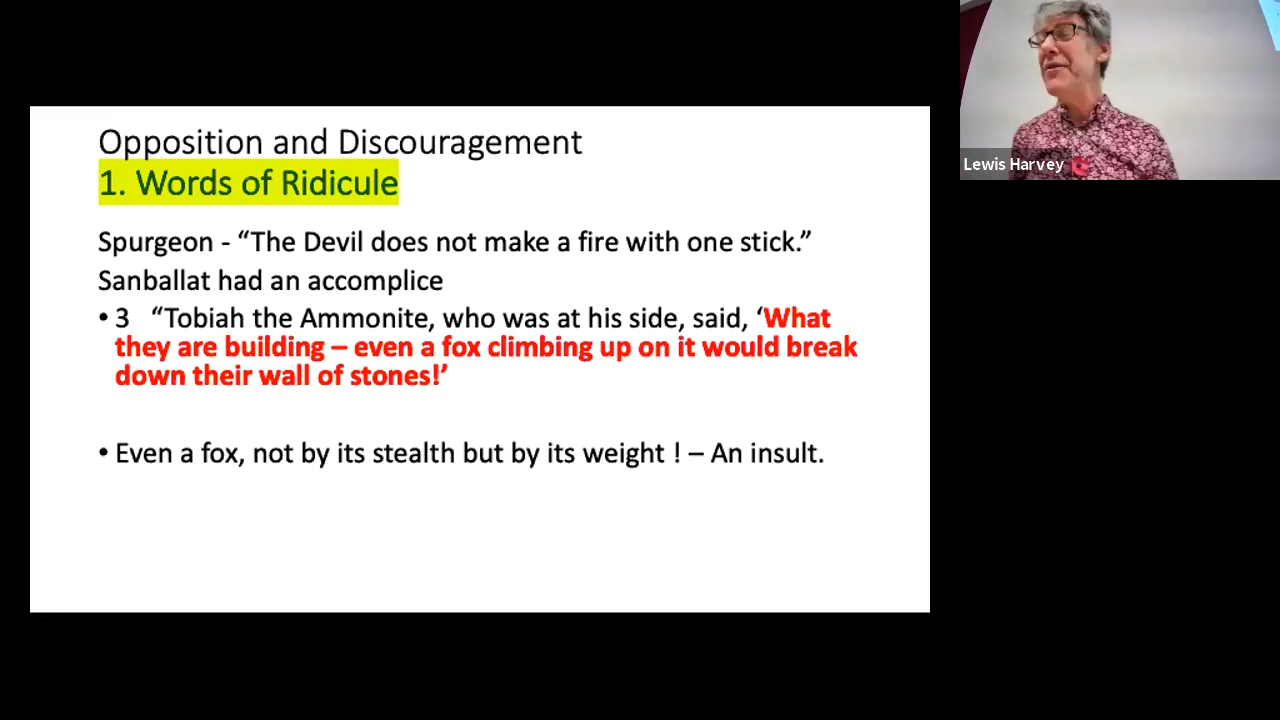 Opposition and Discouragement
1. Words of Ridicule
Spurgeon - “The Devil does not make a fire with one stick.”
Sanballat had an accomplice
• 3 “Tobiah the Ammonite, who was at his side, said, ‘What
they are building – even a fox climbing up on it would break
down their wall of stones!’
• Even a fox, not by its stealth but by its weight ! – An insult.
Lewis Harvey